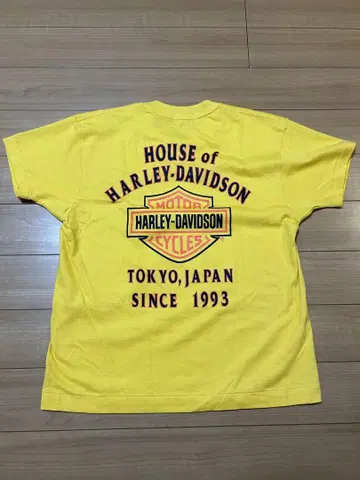 HOUSE of
HARLEY-DAVIDSON
MOTOR
HARLEY-DAVIDSON
CYCLES
TOKYO, JAPAN
SINCE 1993